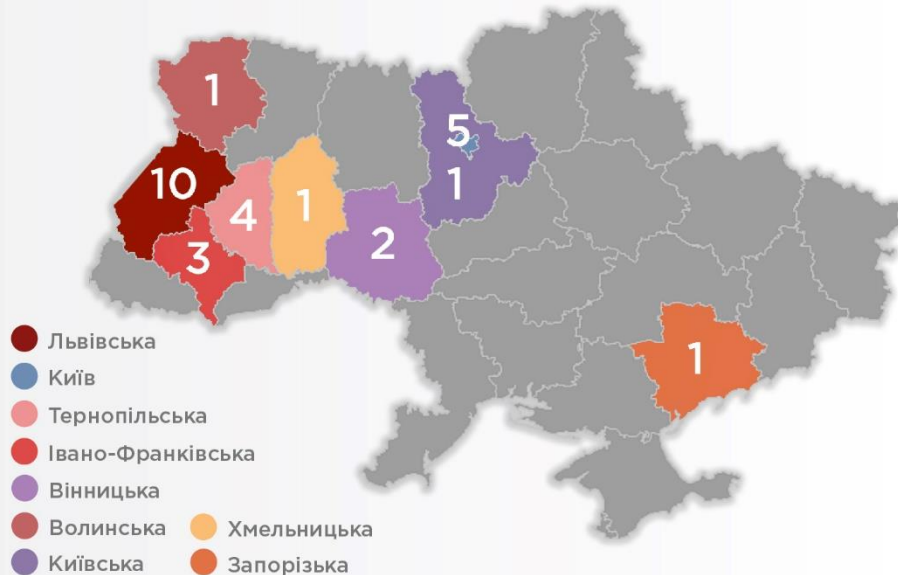 1
5
10
1
4
1
3
2
1
Львівська
Київ
Тернопільська
Івано-Франківська
Вінницька
Волинська
Хмельницька
Київська
Запорізька